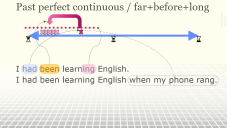 Past perfect continuous / far+before+long
I had been learning English.
I had been learning English when my phone rang.